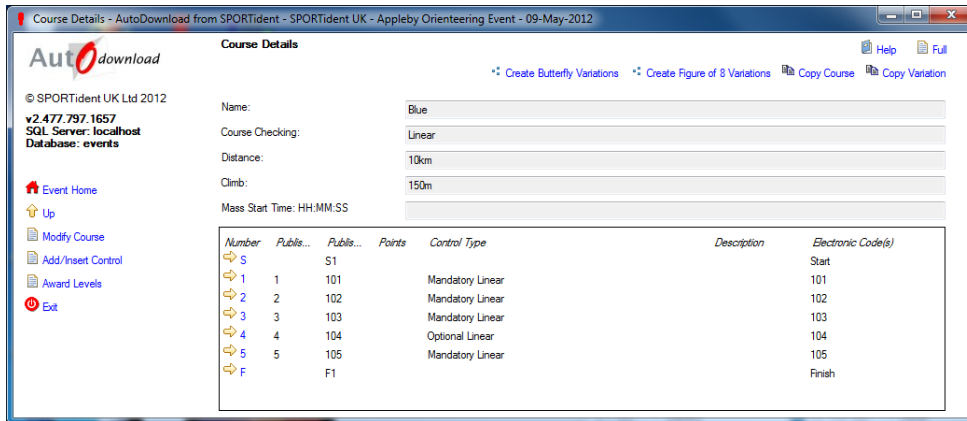 Course Details - AutoDownload from SPORTident - SPORTident UK - Appleby Orienteering Event - 09-May-2012
Auto download
Course Details
Help Full
Create Butterfly Variations Create Figure of 8 Variations Copy Course Copy Variation
© SPORTident UK Ltd 2012
v2.477.797.1657
SQL Server: localhost
Database: events
Event Home
Up
Modify Course
Add/Insert Control
Award Levels
Exit
Name: Blue
Course Checking: Linear
Distance: 10km
Climb: 150m
Mass Start Time: HH:MM:SS
Number Publis... Publis... Points Control Type Description Electronic Code(s)
S S1 Start
1 1 101 Mandatory Linear 101
2 2 102 Mandatory Linear 102
3 3 103 Mandatory Linear 103
4 4 104 Optional Linear 104
5 5 105 Mandatory Linear 105
F F1 Finish